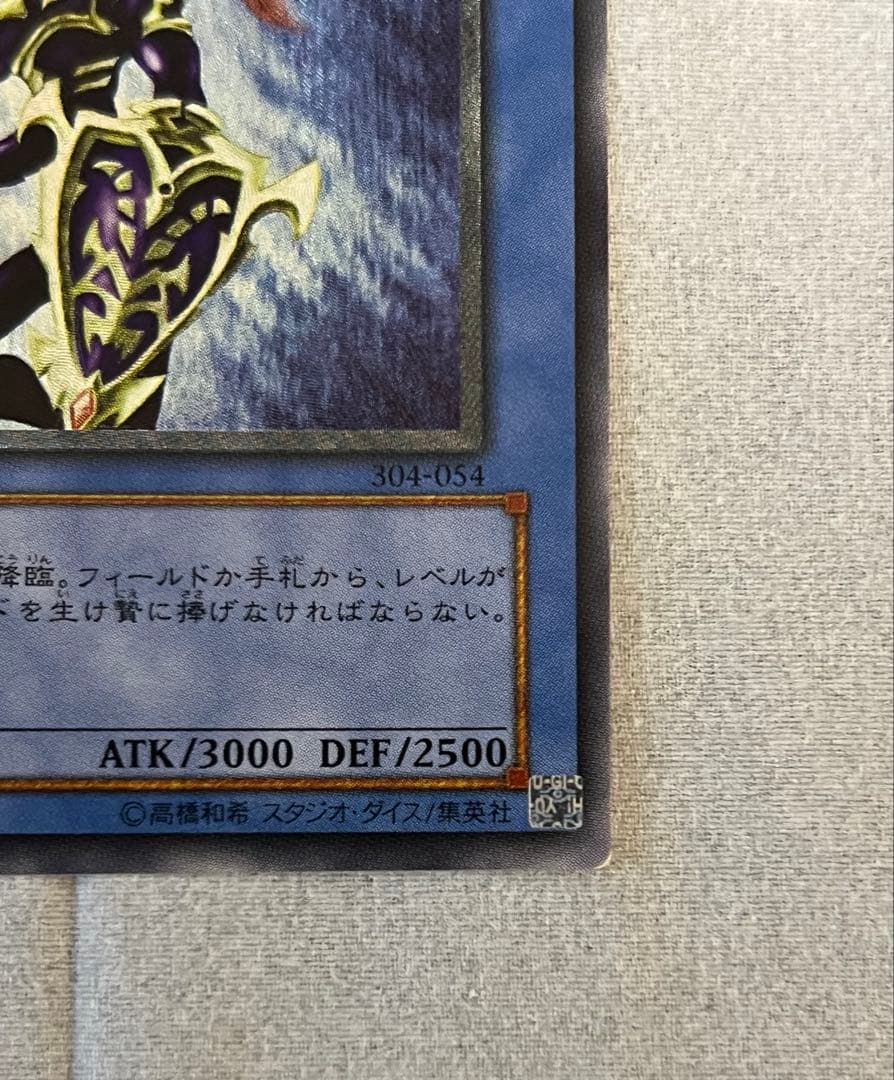 304-054
降臨。フィールドか手札から、レベルが
ドを生け贄に捧げなければならない。
ATK/3000 DEF/2500
©高橋和希 スタジオ・ダイス/集英社